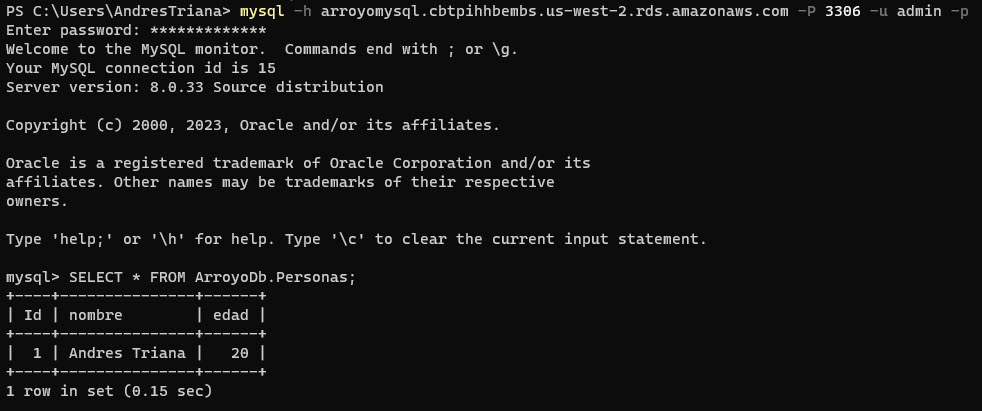 PS C:\Users\AndresTriana> mysql -h arroyomysql.cbtpihhbembs.us-west-2.rds.amazonaws.com -P 3306 -u admin -p
Enter password: *************
Welcome to the MySQL monitor.  Commands end with ; or \g.
Your MySQL connection id is 15
Server version: 8.0.33 Source distribution

Copyright (c) 2000, 2023, Oracle and/or its affiliates.

Oracle is a registered trademark of Oracle Corporation and/or its
affiliates. Other names may be trademarks of their respective
owners.

Type 'help;' or '\h' for help. Type '\c' to clear the current input statement.

mysql> SELECT * FROM ArroyoDb.Personas;
+----+---------------+------+
| Id | nombre        | edad |
+----+---------------+------+
|  1 | Andres Triana |   20 |
+----+---------------+------+
1 row in set (0.15 sec)